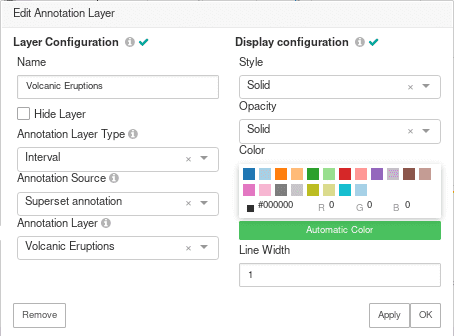 Edit Annotation Layer
Layer Configuration
Name
Volcanic Eruptions
Hide Layer
Annotation Layer Type
Interval
Annotation Source
Superset annotation
Annotation Layer
Volcanic Eruptions
Display configuration
Style
Solid
Opacity
Solid
Color
#000000 R 0 G 0 B 0
Automatic Color
Line Width
1
Remove
Apply OK